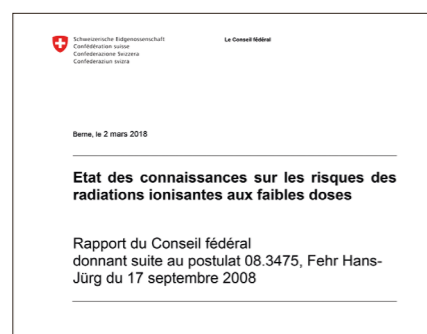 Schweizerische Eidgenossenschaft
Confédération suisse
Confederazione Svizzera
Confederaziun svizra
Le Conseil fédéral
Berne, le 2 mars 2018
Etat des connaissances sur les risques des
radiations ionisantes aux faibles doses
Rapport du Conseil fédéral
donnant suite au postulat 08.3475, Fehr Hans-
Jürg du 17 septembre 2008